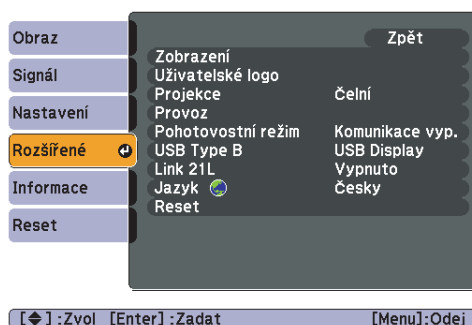 Obraz
Signál
Nastavení
Rozšířené
Informace
Reset
Zpět
Zobrazení
Uživatelské logo
Projekce Čelní
Provoz
Pohotovostní režim Komunikace vyp.
USB Type B USB Display
Link 21L Vypnuto
Jazyk Česky
Reset
[◆] :Zvol [Enter] :Zadat [Menu]:Odej